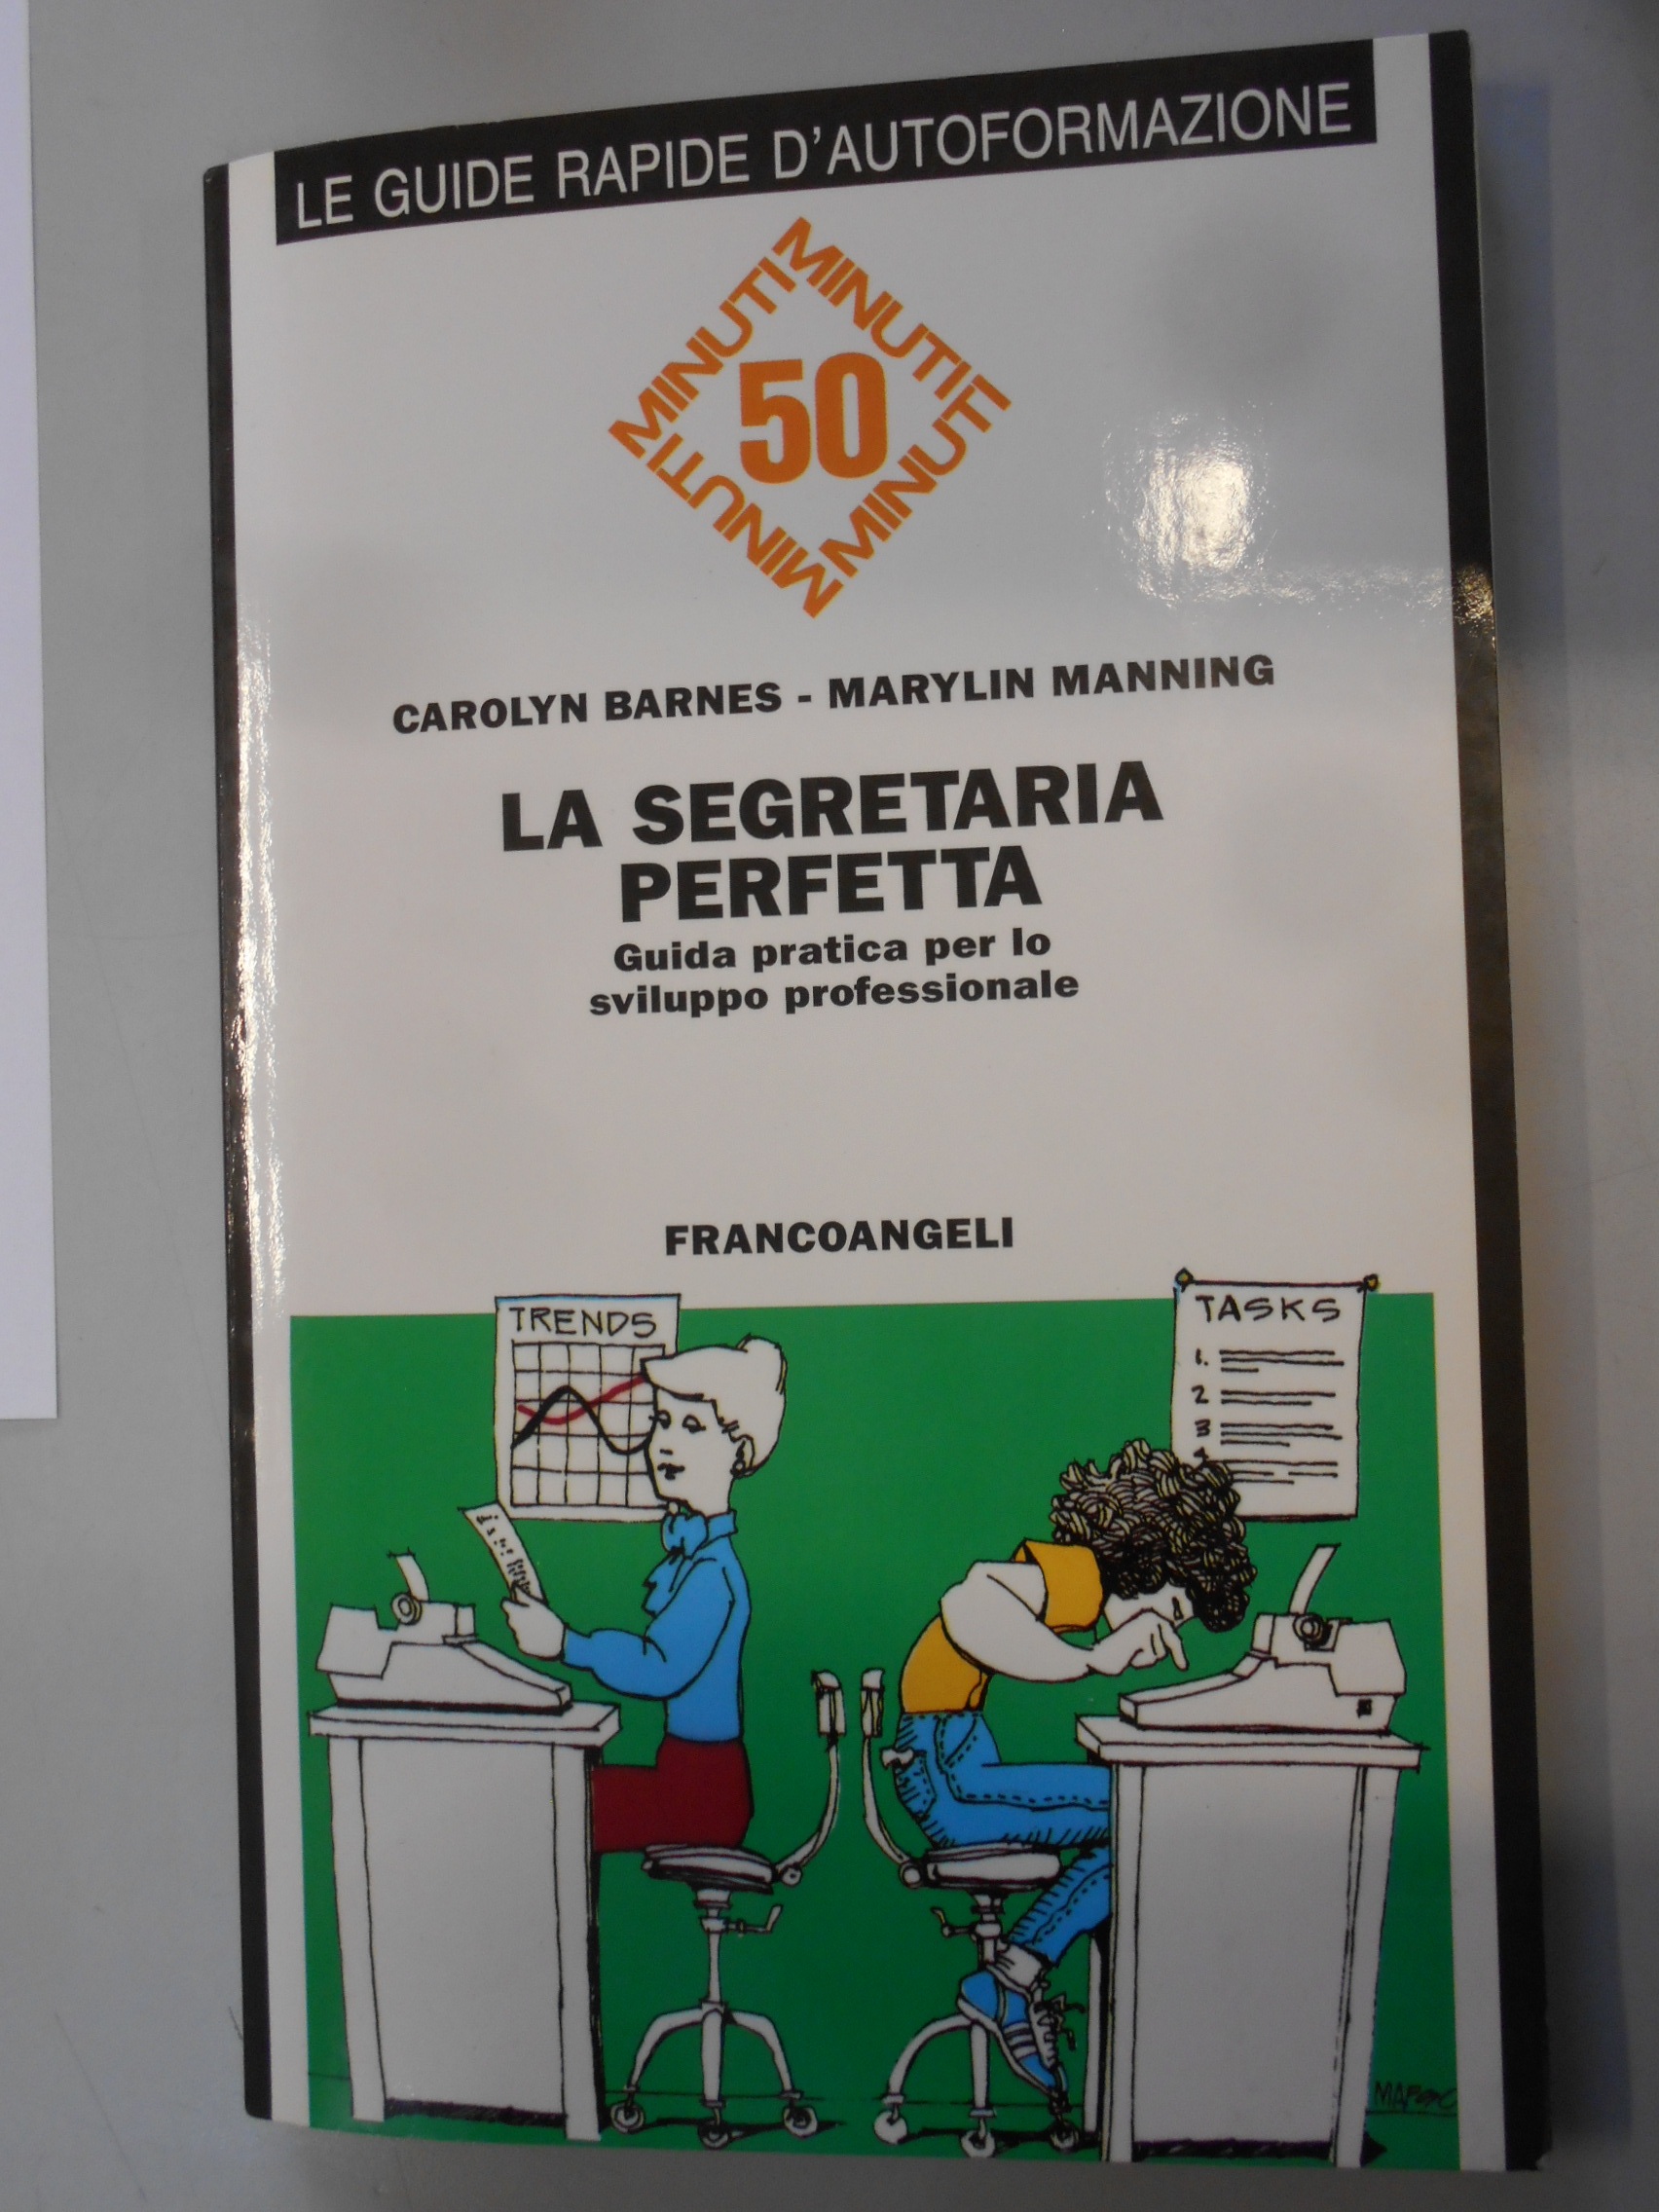 LE GUIDE RAPIDE D'AUTOFORMAZIONE
MINUTI
MINUTI
50
MINUTI
MINUTI
CAROLYN BARNES - MARYLIN MANNING
LA SEGRETARIA
PERFETTA
Guida pratica per lo
sviluppo professionale
FRANCOANGELI
TRENDS
TASKS
1.
2
3
4